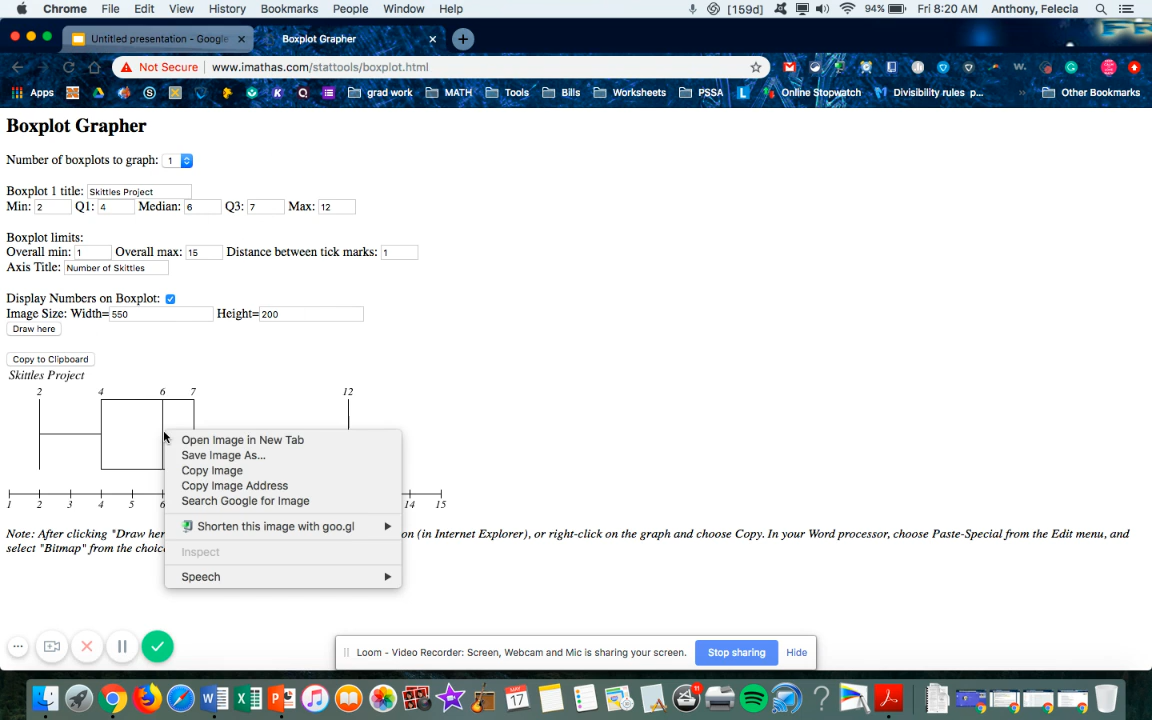 Chrome File Edit View History Bookmarks People Window Help [159d] 94% Fri 8:20 AM Anthony, Felecia
Untitled presentation - Google × Boxplot Grapher × +
Not Secure | www.imathas.com/stattools/boxplot.html
Apps grad work MATH Tools Bills Worksheets PSSA Online Stopwatch Divisibility rules p... » Other Bookmarks
Boxplot Grapher
Number of boxplots to graph: 1
Boxplot 1 title: Skittles Project
Min: 2 Q1: 4 Median: 6 Q3: 7 Max: 12
Boxplot limits:
Overall min: 1 Overall max: 15 Distance between tick marks: 1
Axis Title: Number of Skittles
Display Numbers on Boxplot:
Image Size: Width= 550 Height= 200
Draw here
Copy to Clipboard
Skittles Project
2 4 6 7 12
Open Image in New Tab
Save Image As...
Copy Image
Copy Image Address
Search Google for Image
Shorten this image with goo.gl
Inspect
Speech
1 2 3 4 5 6 14 15
Note: After clicking "Draw her on (in Internet Explorer), or right-click on the graph and choose Copy. In your Word processor, choose Paste-Special from the Edit menu, and
select "Bitmap" from the choic
Loom - Video Recorder: Screen, Webcam and Mic is sharing your screen. Stop sharing Hide
17